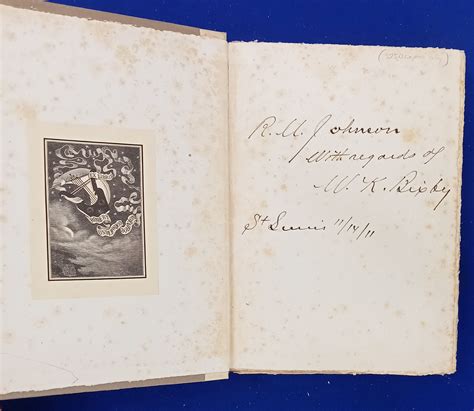 R. U. Johnson
With regards of
W. K. Bixby
St Louis 11/14/11